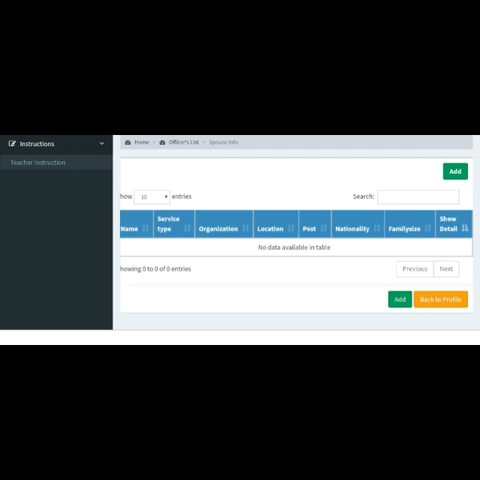 Instructions
Home > Officer's List > Spouse Info
Teacher Instruction
Add
how 10 entries Search:
Name Service type Organization Location Post Nationality Familysize Show Detail
No data available in table
howing 0 to 0 of 0 entries Previous Next
Add Back to Profile